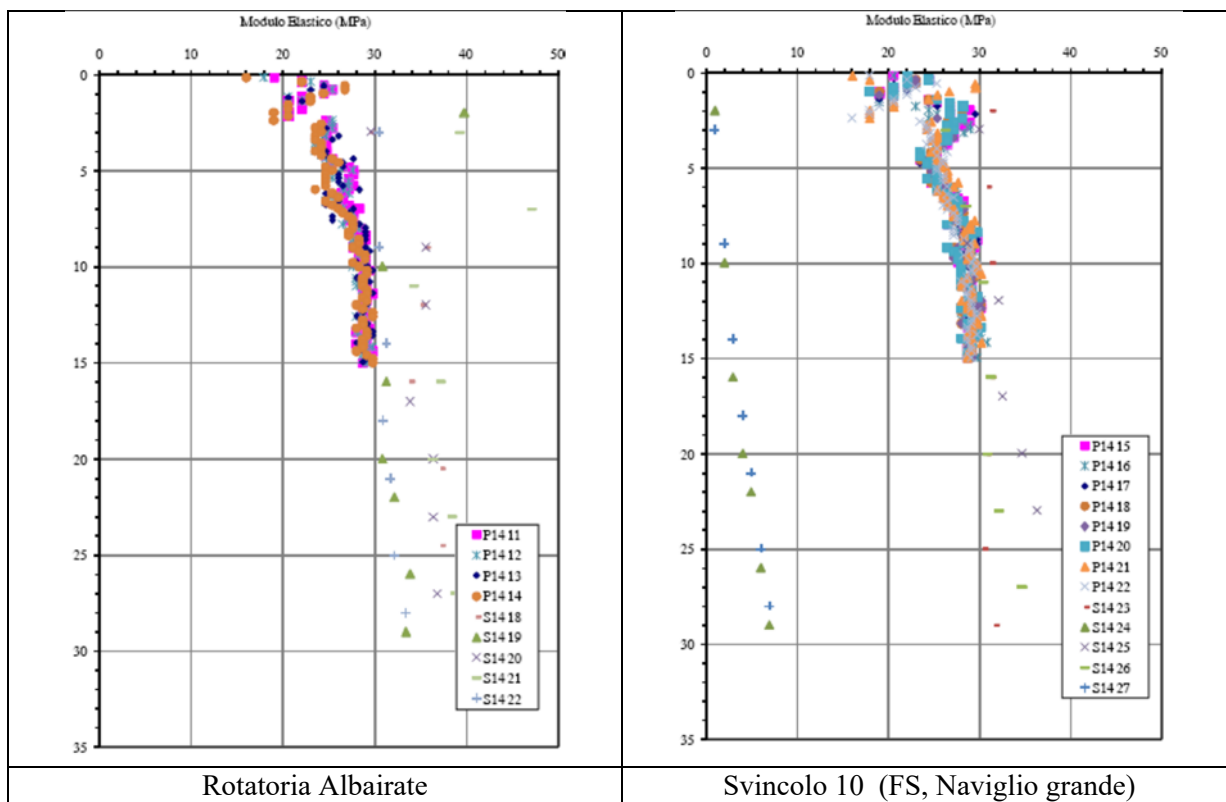 Modulo Elastico (MPa)
0 10 20 30 40 50
0
5
10
15
20
25
30
35
P14 11
P14 12
P14 13
P14 14
S14 18
S14 19
S14 20
S14 21
S14 22
Rotatoria Albairate
Modulo Elastico (MPa)
0 10 20 30 40 50
0
5
10
15
20
25
30
35
P14 15
P14 16
P14 17
P14 18
P14 19
P14 20
P14 21
P14 22
S14 23
S14 24
S14 25
S14 26
S14 27
Svincolo 10 (FS, Naviglio grande)